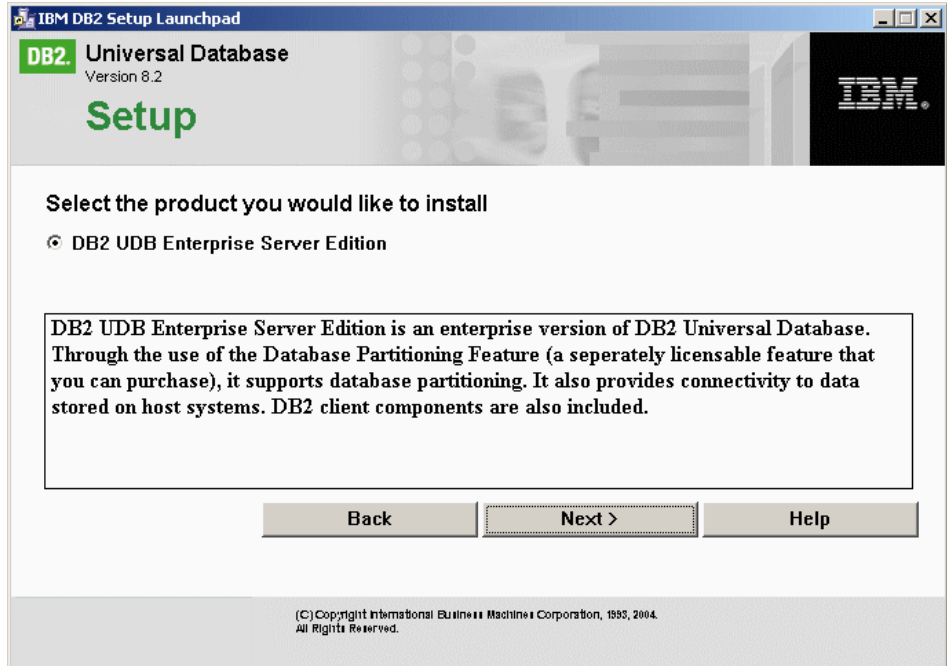 IBM DB2 Setup Launchpad
DB2. Universal Database
Version 8.2
Setup
IBM.
Select the product you would like to install
DB2 UDB Enterprise Server Edition
DB2 UDB Enterprise Server Edition is an enterprise version of DB2 Universal Database.
Through the use of the Database Partitioning Feature (a seperately licensable feature that
you can purchase), it supports database partitioning. It also provides connectivity to data
stored on host systems. DB2 client components are also included.
Back Next > Help
(C) Copyright International Business Machines Corporation, 1993, 2004.
All Rights Reserved.